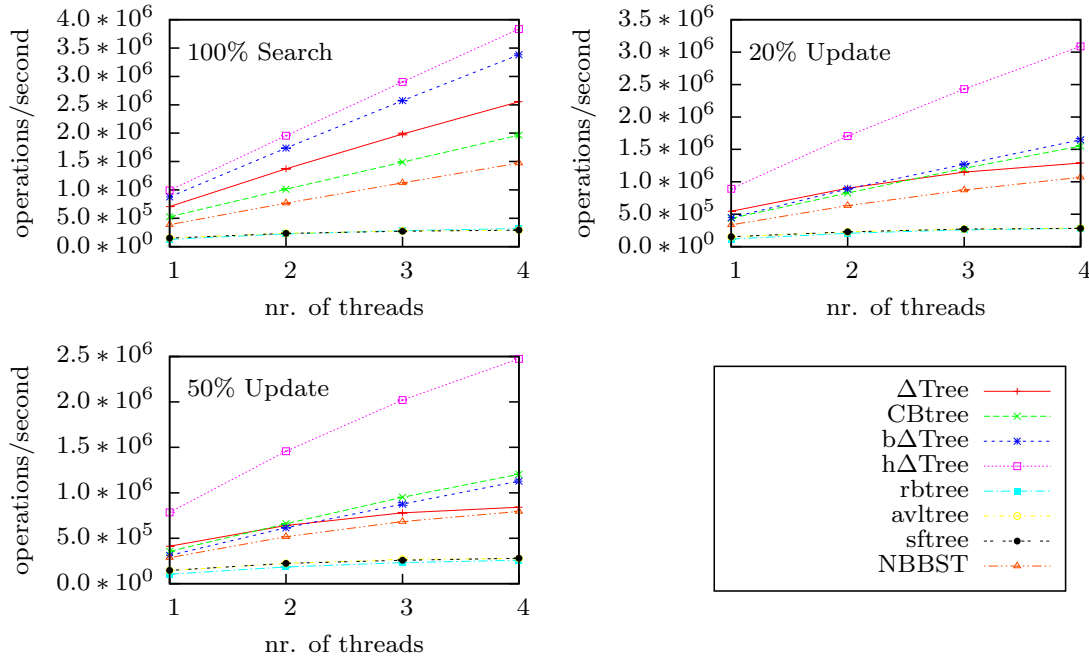 4.0 * 10^6
3.5 * 10^6
3.0 * 10^6
2.5 * 10^6
2.0 * 10^6
1.5 * 10^6
1.0 * 10^6
5.0 * 10^5
0.0 * 10^0
operations/second
100% Search
1 2 3 4
nr. of threads
3.5 * 10^6
3.0 * 10^6
2.5 * 10^6
2.0 * 10^6
1.5 * 10^6
1.0 * 10^6
5.0 * 10^5
0.0 * 10^0
operations/second
20% Update
1 2 3 4
nr. of threads
2.5 * 10^6
2.0 * 10^6
1.5 * 10^6
1.0 * 10^6
5.0 * 10^5
0.0 * 10^0
operations/second
50% Update
1 2 3 4
nr. of threads
ΔTree
CBtree
bΔTree
hΔTree
rbtree
avltree
sftree
NBBST